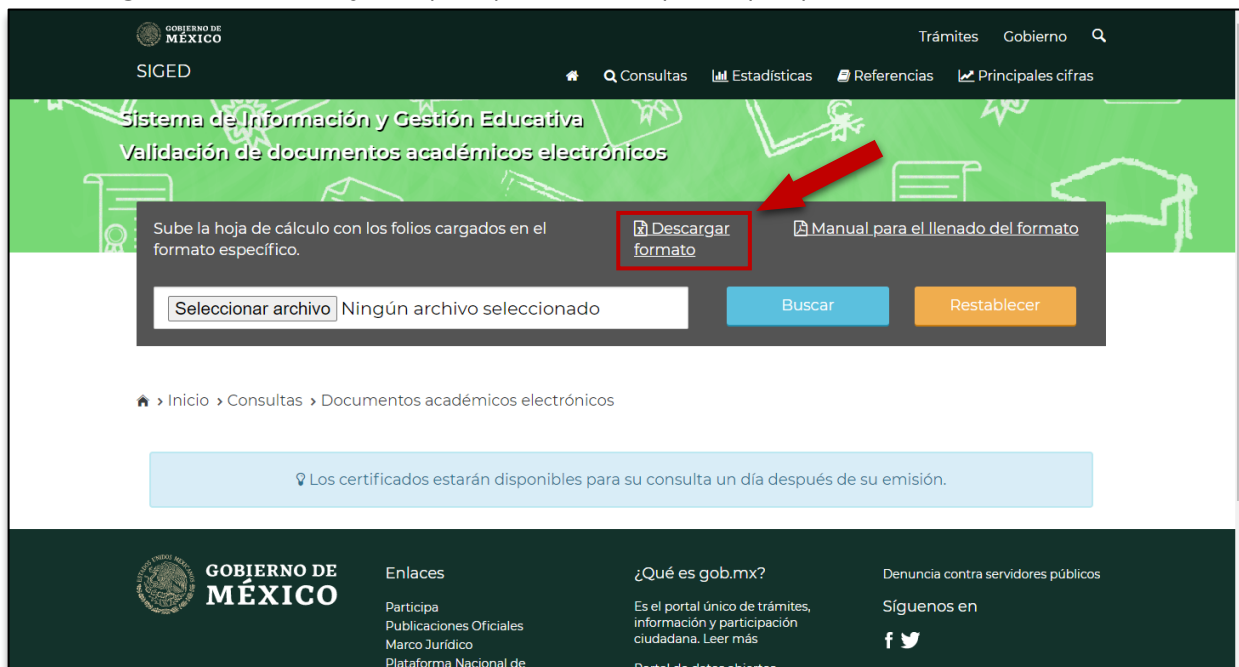 GOBIERNO DE
MÉXICO
Trámites Gobierno
SIGED
Consultas Estadísticas Referencias Principales cifras
Sistema de Información y Gestión Educativa
Validación de documentos académicos electrónicos
Sube la hoja de cálculo con los folios cargados en el
formato específico.
Descargar
formato
Manual para el llenado del formato
Seleccionar archivo Ningún archivo seleccionado
Buscar
Restablecer
> Inicio > Consultas > Documentos académicos electrónicos
Los certificados estarán disponibles para su consulta un día después de su emisión.
GOBIERNO DE
MÉXICO
Enlaces
Participa
Publicaciones Oficiales
Marco Jurídico
Plataforma Nacional de
¿Qué es gob.mx?
Es el portal único de trámites,
información y participación
ciudadana. Leer más
Portal de datos abiertos
Denuncia contra servidores públicos
Síguenos en